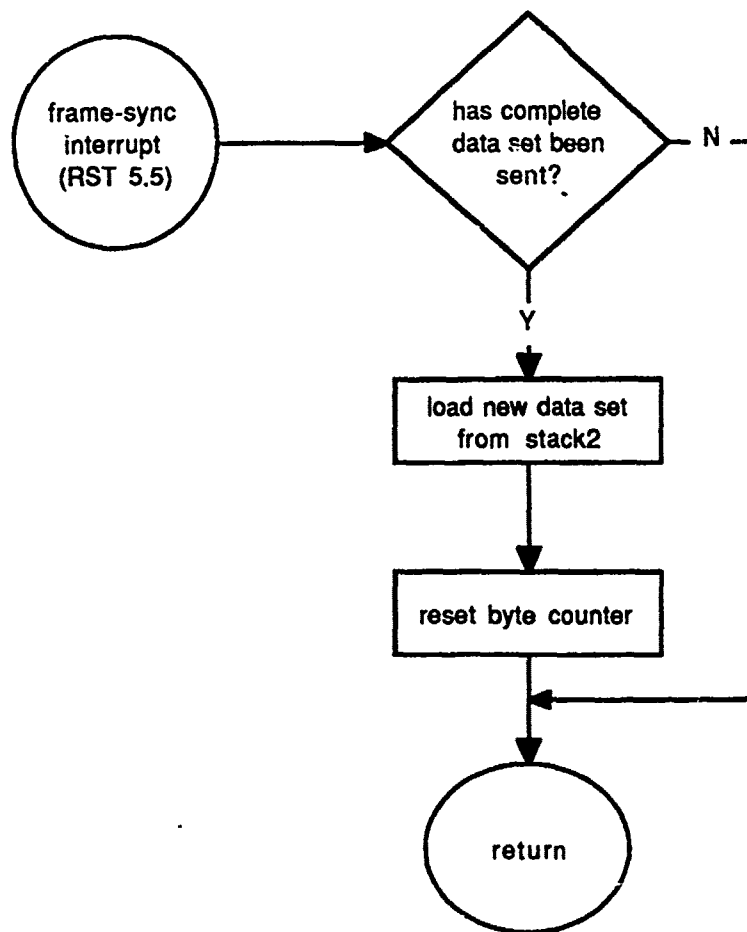 frame-sync
interrupt
(RST 5.5)
has complete
data set been
sent?
N
Y
load new data set
from stack2
reset byte counter
return